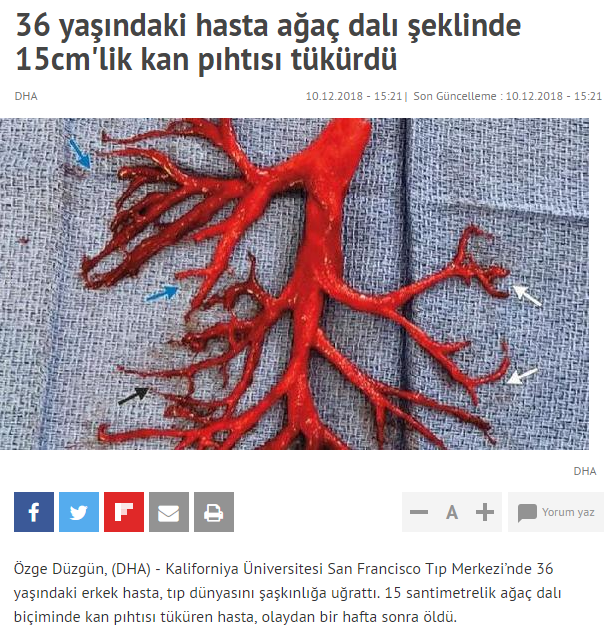 36 yaşındaki hasta ağaç dalı şeklinde
15cm'lik kan pıhtısı tükürdü
DHA
10.12.2018 - 15:21 | Son Güncelleme : 10.12.2018 - 15:21
DHA
A
Yorum yaz
Özge Düzgün, (DHA) - Kaliforniya Üniversitesi San Francisco Tıp Merkezi’nde 36
yaşındaki erkek hasta, tıp dünyasını şaşkınlığa uğrattı. 15 santimetrelik ağaç dalı
biçiminde kan pıhtısı tüküren hasta, olaydan bir hafta sonra öldü.